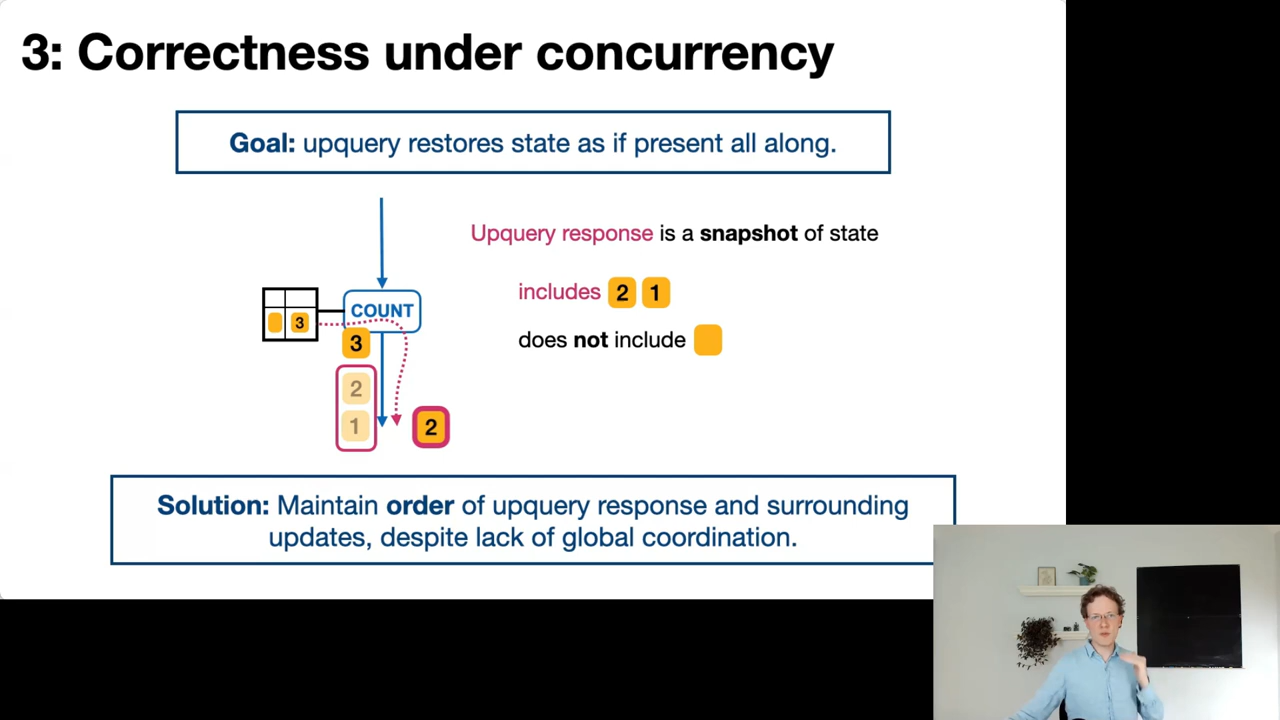 3: Correctness under concurrency
Goal: upquery restores state as if present all along.
Upquery response is a snapshot of state
includes 2 1
does not include
COUNT
3
3
2
1
2
Solution: Maintain order of upquery response and surrounding
updates, despite lack of global coordination.